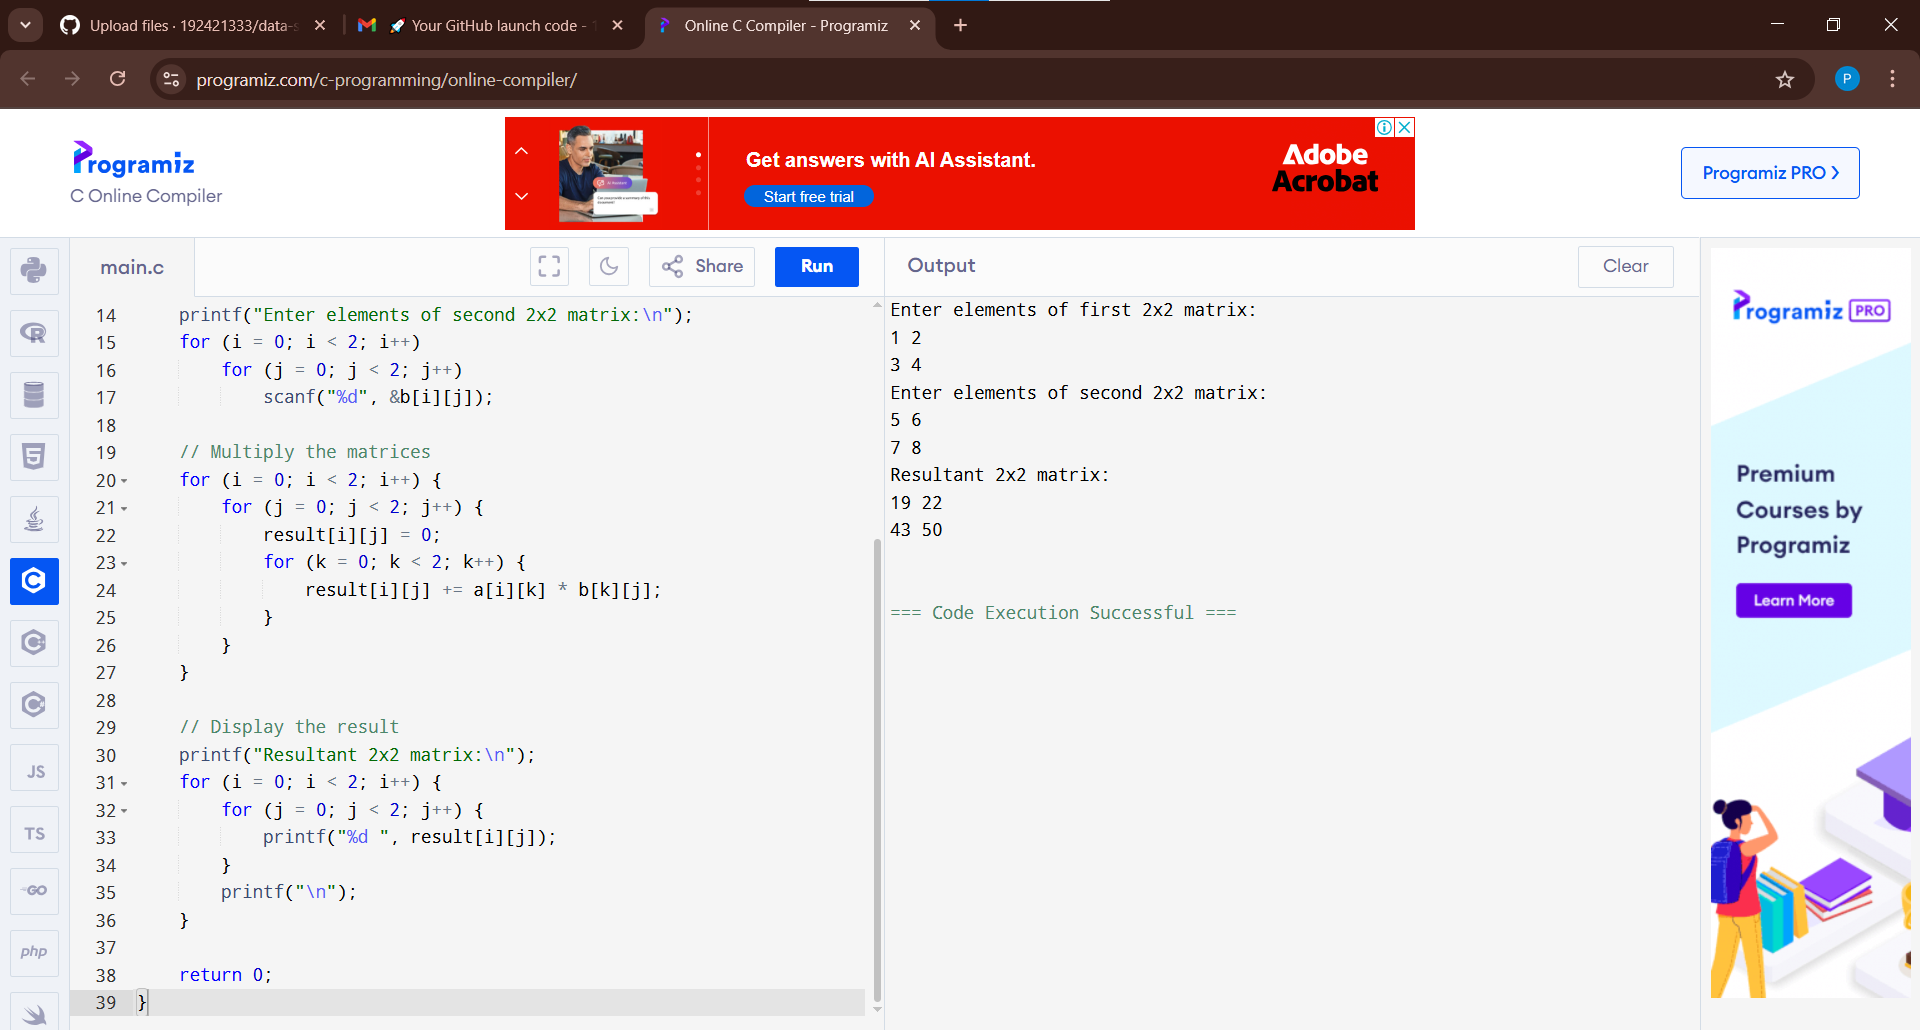 Upload files · 192421333/data-s
🚀 Your GitHub launch code - 1
Online C Compiler - Programiz
programiz.com/c-programming/online-compiler/
P
Programiz
C Online Compiler
Get answers with AI Assistant.
Start free trial
Adobe
Acrobat
Programiz PRO
main.c
Share
Run
Output
Clear
14 printf("Enter elements of second 2x2 matrix:\n");
15 for (i = 0; i < 2; i++)
16 for (j = 0; j < 2; j++)
17 scanf("%d", &b[i][j]);
18
19 // Multiply the matrices
20 for (i = 0; i < 2; i++) {
21 for (j = 0; j < 2; j++) {
22 result[i][j] = 0;
23 for (k = 0; k < 2; k++) {
24 result[i][j] += a[i][k] * b[k][j];
25 }
26 }
27 }
28
29 // Display the result
30 printf("Resultant 2x2 matrix:\n");
31 for (i = 0; i < 2; i++) {
32 for (j = 0; j < 2; j++) {
33 printf("%d ", result[i][j]);
34 }
35 printf("\n");
36 }
37
38 return 0;
39 }
Enter elements of first 2x2 matrix:
1 2
3 4
Enter elements of second 2x2 matrix:
5 6
7 8
Resultant 2x2 matrix:
19 22
43 50
=== Code Execution Successful ===
JS
TS
GO
php
Programiz PRO
Premium
Courses by
Programiz
Learn More